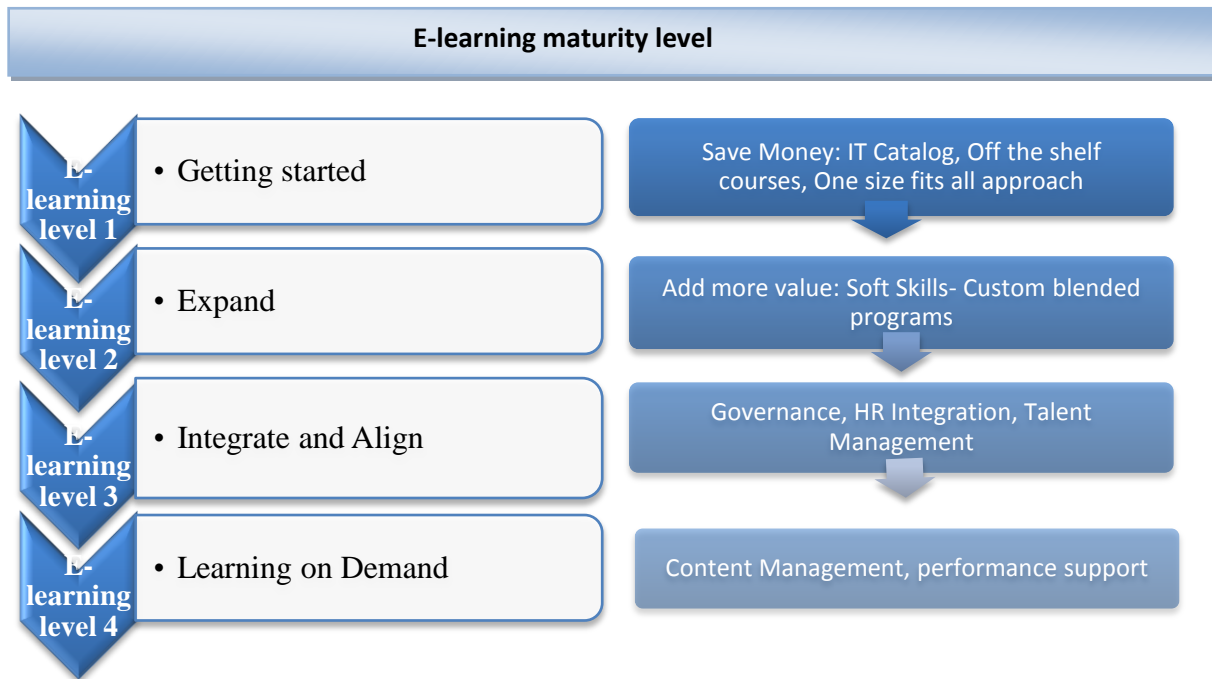 E-learning maturity level
E-
learning
level 1
• Getting started
Save Money: IT Catalog, Off the shelf
courses, One size fits all approach
E-
learning
level 2
• Expand
Add more value: Soft Skills- Custom blended
programs
E-
learning
level 3
• Integrate and Align
Governance, HR Integration, Talent
Management
E-
learning
level 4
• Learning on Demand
Content Management, performance support